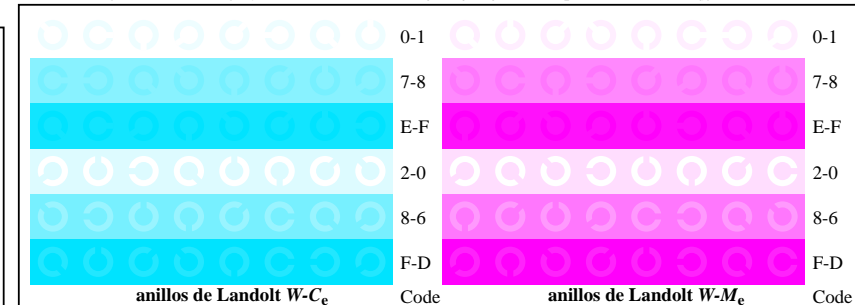 0-1
7-8
E-F
2-0
8-6
F-D
anillos de Landolt W-Ce Code
0-1
7-8
E-F
2-0
8-6
F-D
anillos de Landolt W-Me Code